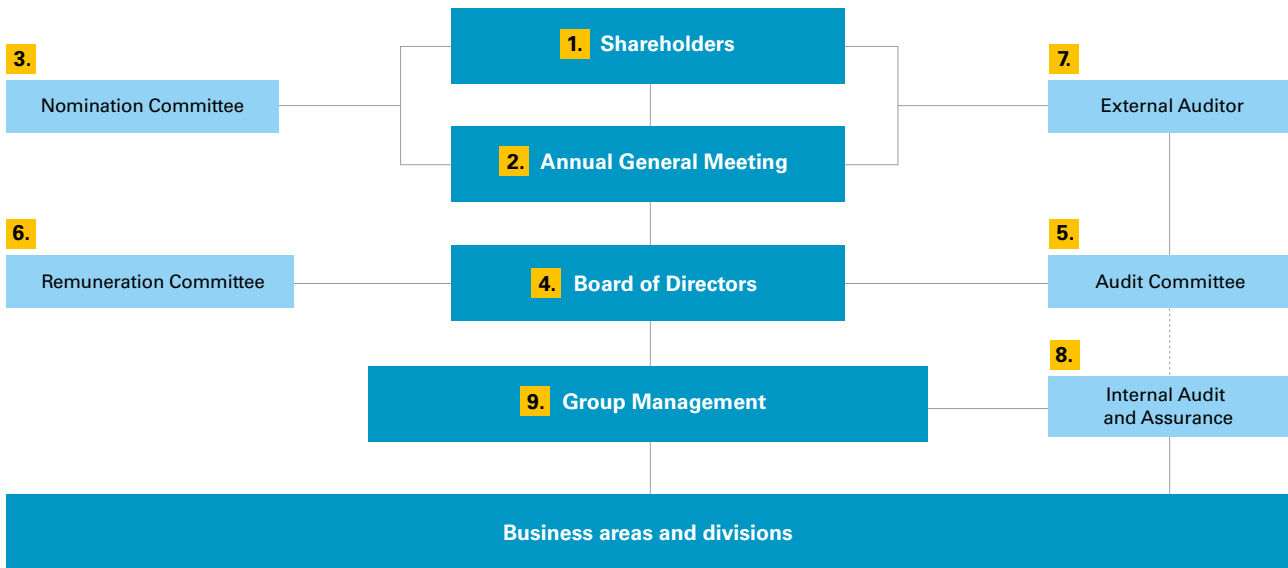 1. Shareholders
3.
Nomination Committee
7.
External Auditor
2. Annual General Meeting
6.
Remuneration Committee
4. Board of Directors
5.
Audit Committee
9. Group Management
8.
Internal Audit
and Assurance
Business areas and divisions